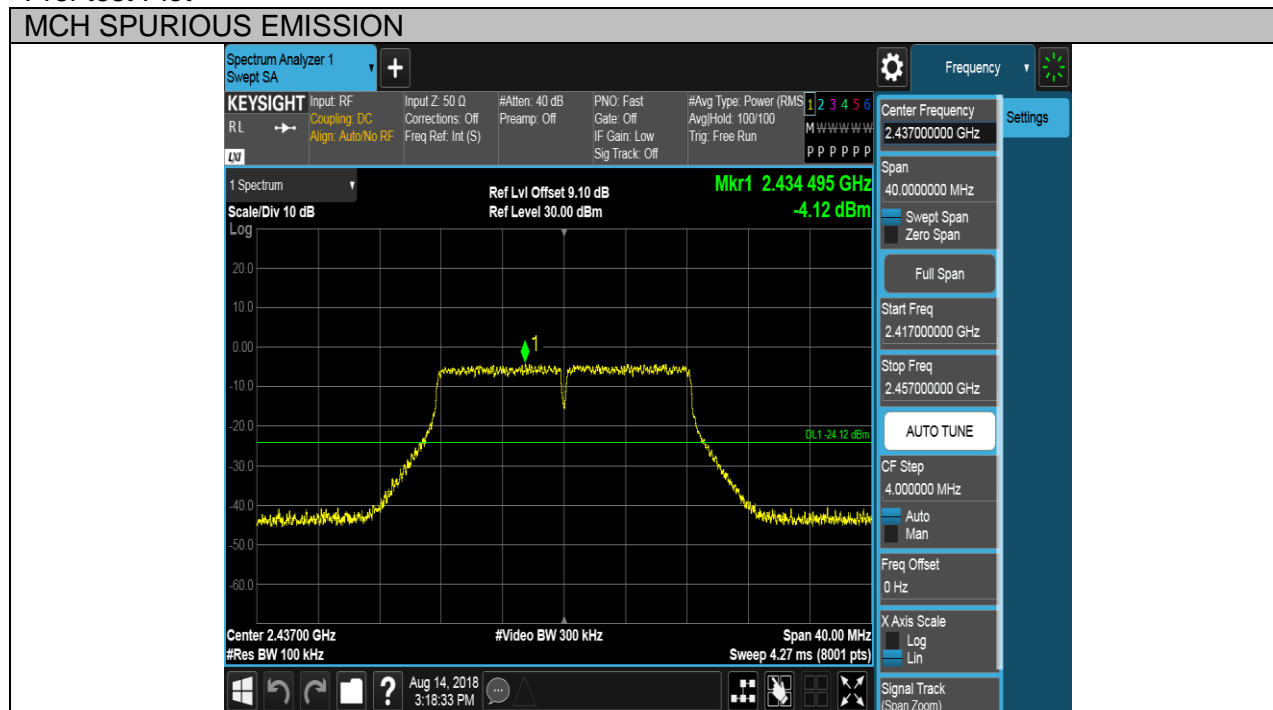 MCH SPURIOUS EMISSION
Spectrum Analyzer 1
Swept SA
Frequency
KEYSIGHT
RL
LXI
Input: RF
Coupling: DC
Align: Auto/No RF
Input Z: 50 Ω
Corrections: Off
Freq Ref: Int (S)
#Atten: 40 dB
Preamp: Off
PNO: Fast
Gate: Off
IF Gain: Low
Sig Track: Off
#Avg Type: Power (RMS
Avg|Hold: 100/100
Trig: Free Run
1 2 3 4 5 6
M W W W W W
P P P P P P
1 Spectrum
Scale/Div 10 dB
Log
Ref Lvl Offset 9.10 dB
Ref Level 30.00 dBm
Mkr1 2.434 495 GHz
-4.12 dBm
20.0
10.0
0.00
-10.0
-20.0
-30.0
-40.0
-50.0
-60.0
1
DL1 -24.12 dBm
Center 2.43700 GHz
#Res BW 100 kHz
#Video BW 300 kHz
Span 40.00 MHz
Sweep 4.27 ms (8001 pts)
Aug 14, 2018
3:18:33 PM
Center Frequency
2.437000000 GHz
Span
40.0000000 MHz
Swept Span
Zero Span
Full Span
Start Freq
2.417000000 GHz
Stop Freq
2.457000000 GHz
AUTO TUNE
CF Step
4.000000 MHz
Auto
Man
Freq Offset
0 Hz
X Axis Scale
Log
Lin
Signal Track
(Span Zoom)
Settings